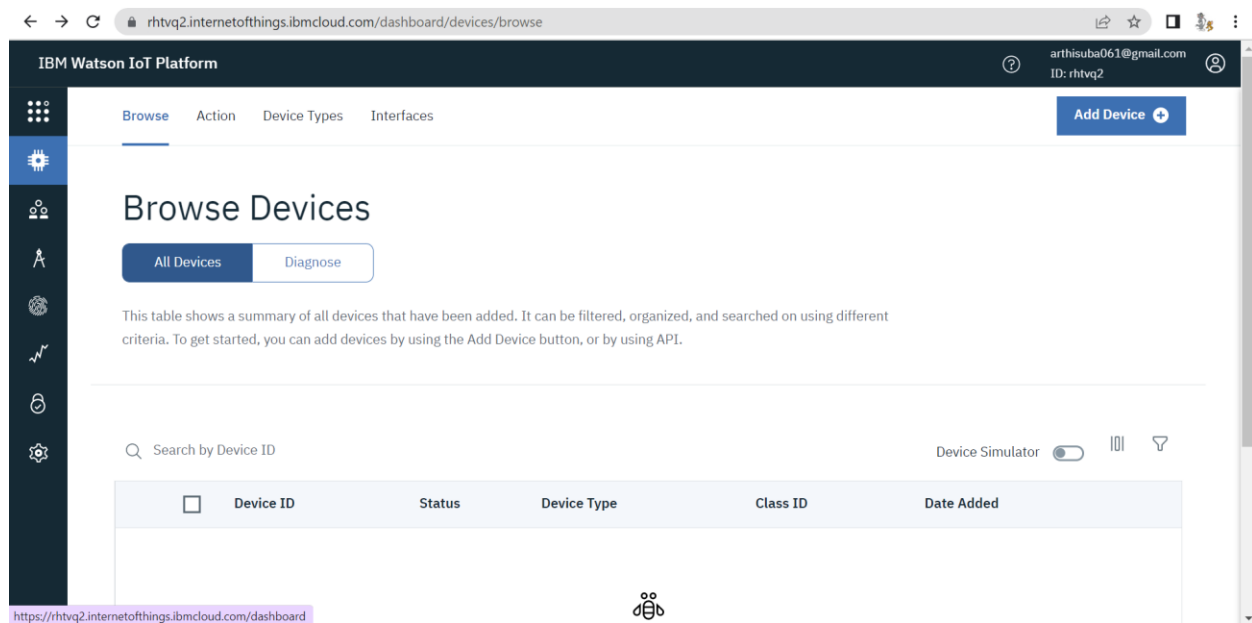 rhtvq2.internetofthings.ibmcloud.com/dashboard/devices/browse
IBM Watson IoT Platform
arthisuba061@gmail.com
ID: rhtvq2
Browse Action Device Types Interfaces
Add Device
Browse Devices
All Devices Diagnose
This table shows a summary of all devices that have been added. It can be filtered, organized, and searched on using different
criteria. To get started, you can add devices by using the Add Device button, or by using API.
Search by Device ID
Device Simulator
Device ID Status Device Type Class ID Date Added
https://rhtvq2.internetofthings.ibmcloud.com/dashboard